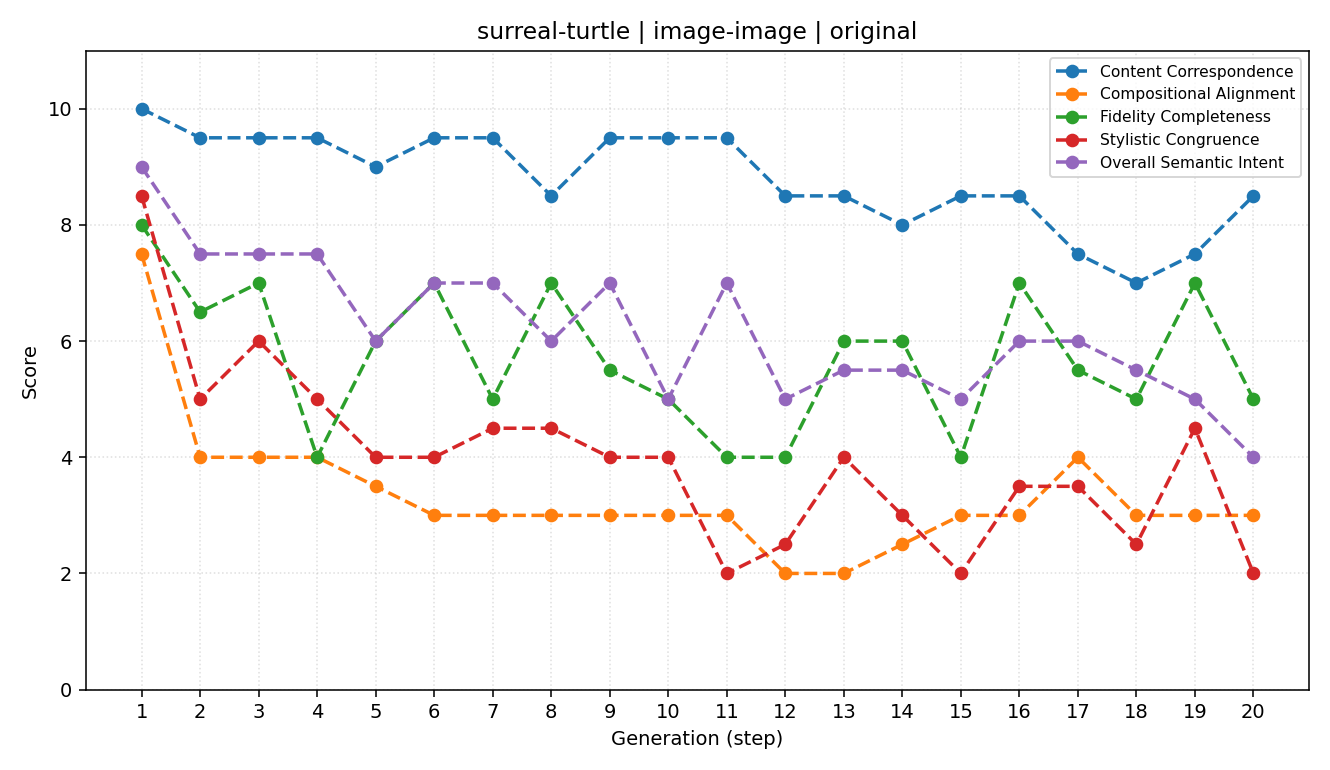 surreal-turtle | image-image | original
Content Correspondence
Compositional Alignment
Fidelity Completeness
Stylistic Congruence
Overall Semantic Intent
10
8
6
4
2
0
Score
1 2 3 4 5 6 7 8 9 10 11 12 13 14 15 16 17 18 19 20
Generation (step)